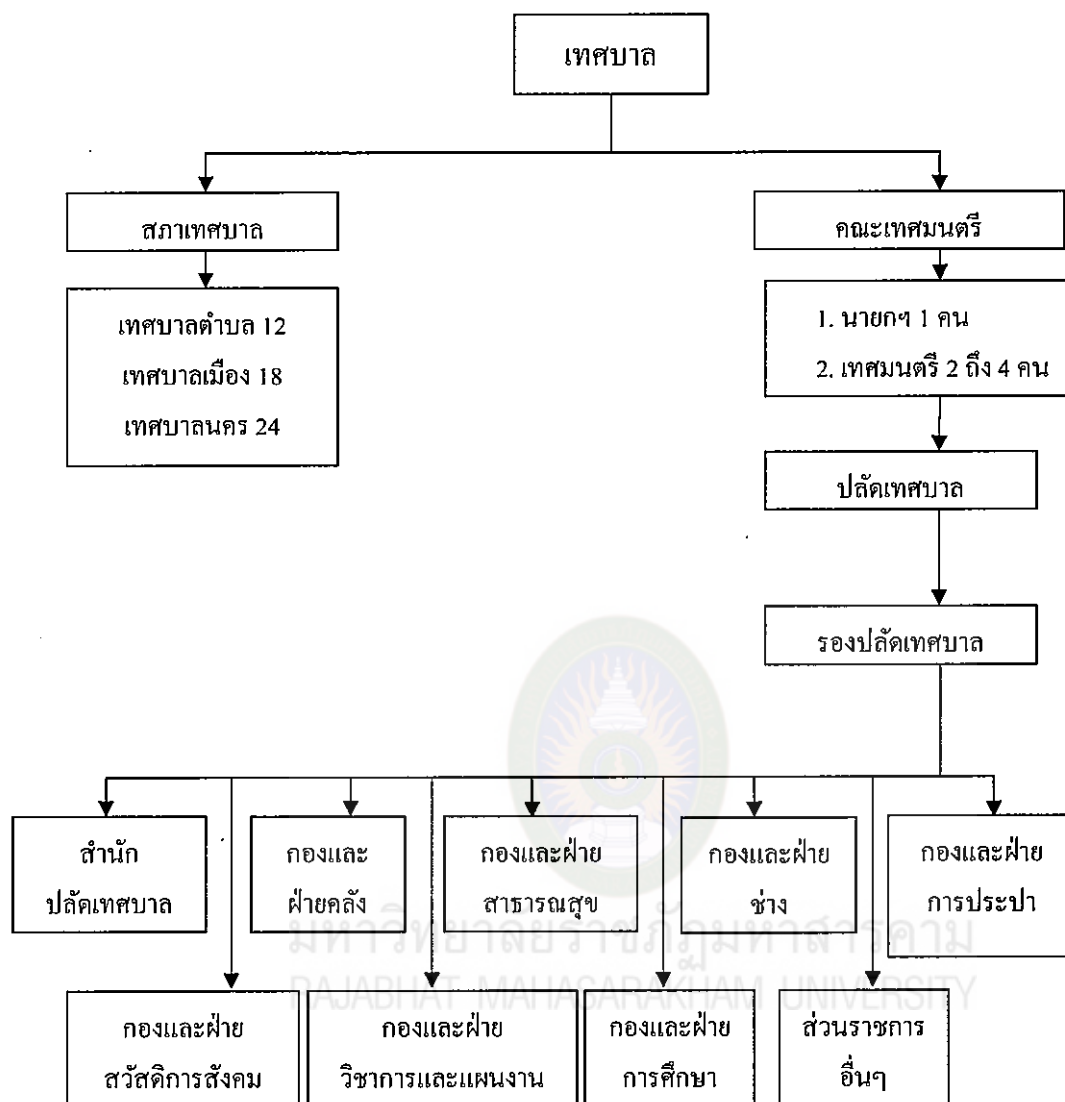 เทศบาล
สภาเทศบาล
คณะเทศมนตรี
เทศบาลตำบล 12
เทศบาลเมือง 18
เทศบาลนคร 24
1. นายกฯ 1 คน
2. เทศมนตรี 2 ถึง 4 คน
ปลัดเทศบาล
รองปลัดเทศบาล
สำนัก
ปลัดเทศบาล
กองและ
ฝ่ายคลัง
กองและฝ่าย
สาธารณสุข
กองและฝ่าย
ช่าง
กองและฝ่าย
การประปา
มหาวิทยาลัยราชภัฏมหาสารคาม
RAJABHAT MAHASARAKHAM UNIVERSITY
กองและฝ่าย
สวัสดิการสังคม
กองและฝ่าย
วิชาการและแผนงาน
กองและฝ่าย
การศึกษา
ส่วนราชการ
อื่นๆ